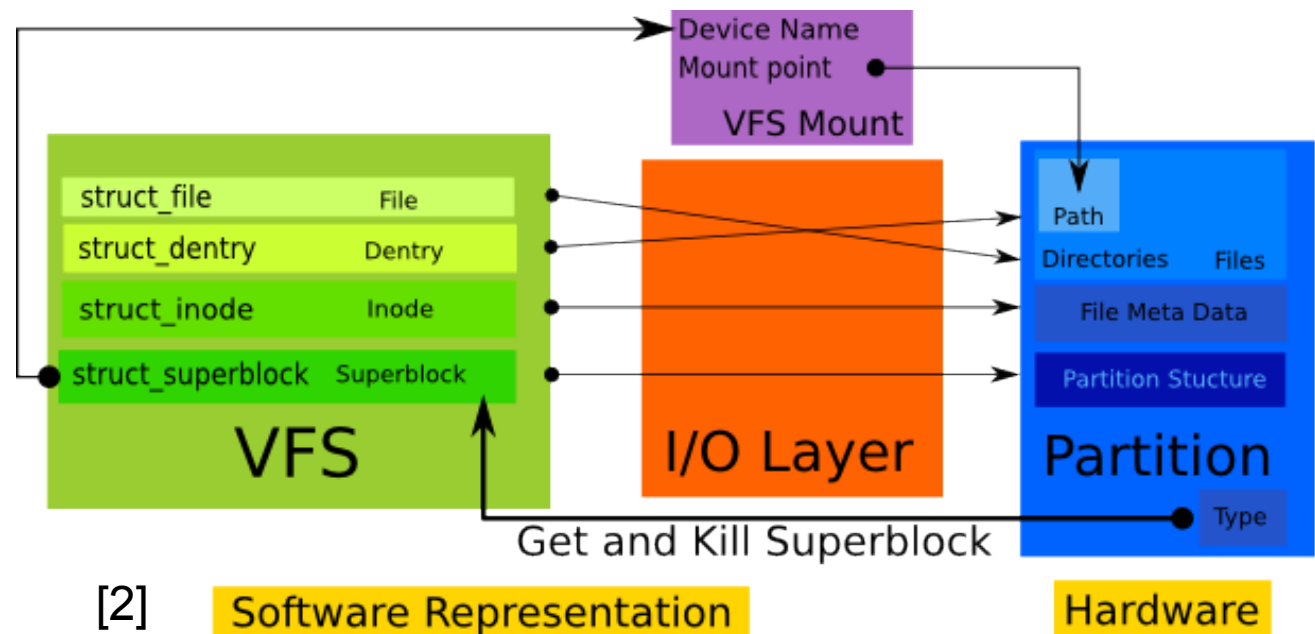 Device Name
Mount point
VFS Mount
struct_file File
struct_dentry Dentry
struct_inode Inode
struct_superblock Superblock
VFS
I/O Layer
Path
Directories Files
File Meta Data
Partition Stucture
Partition
Type
Get and Kill Superblock
[2]
Software Representation
Hardware